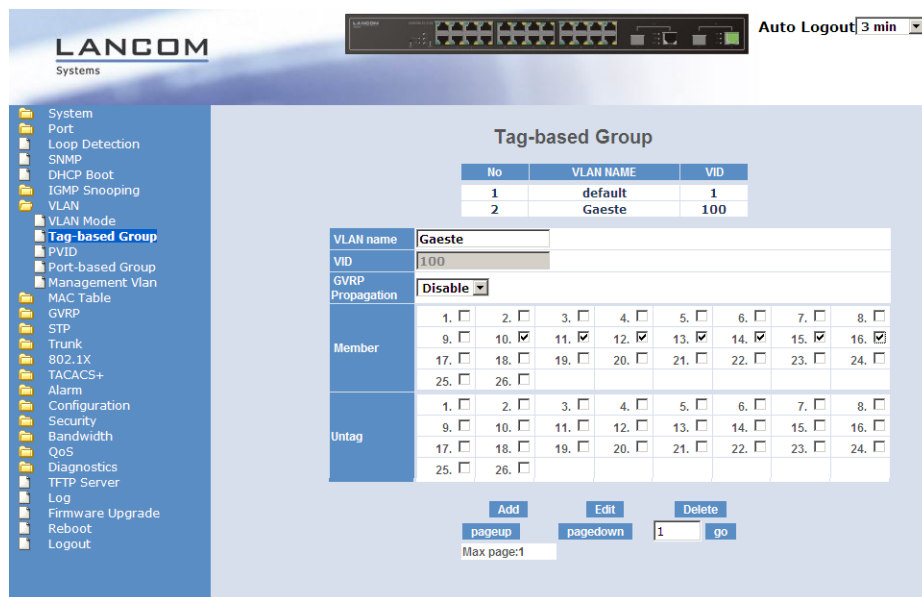 LANCOM
Systems
LANCOM
Auto Logout 3 min
System
Port
Loop Detection
SNMP
DHCP Boot
IGMP Snooping
VLAN
VLAN Mode
Tag-based Group
PVID
Port-based Group
Management Vlan
MAC Table
GVRP
STP
Trunk
802.1X
TACACS+
Alarm
Configuration
Security
Bandwidth
QoS
Diagnostics
TFTP Server
Log
Firmware Upgrade
Reboot
Logout
Tag-based Group
No VLAN NAME VID
1 default 1
2 Gaeste 100
VLAN name Gaeste
VID 100
GVRP
Propagation Disable
Member
1. 2. 3. 4. 5. 6. 7. 8.
9. 10. 11. 12. 13. 14. 15. 16.
17. 18. 19. 20. 21. 22. 23. 24.
25. 26.
Untag
1. 2. 3. 4. 5. 6. 7. 8.
9. 10. 11. 12. 13. 14. 15. 16.
17. 18. 19. 20. 21. 22. 23. 24.
25. 26.
Add Edit Delete
pageup pagedown 1 go
Max page:1